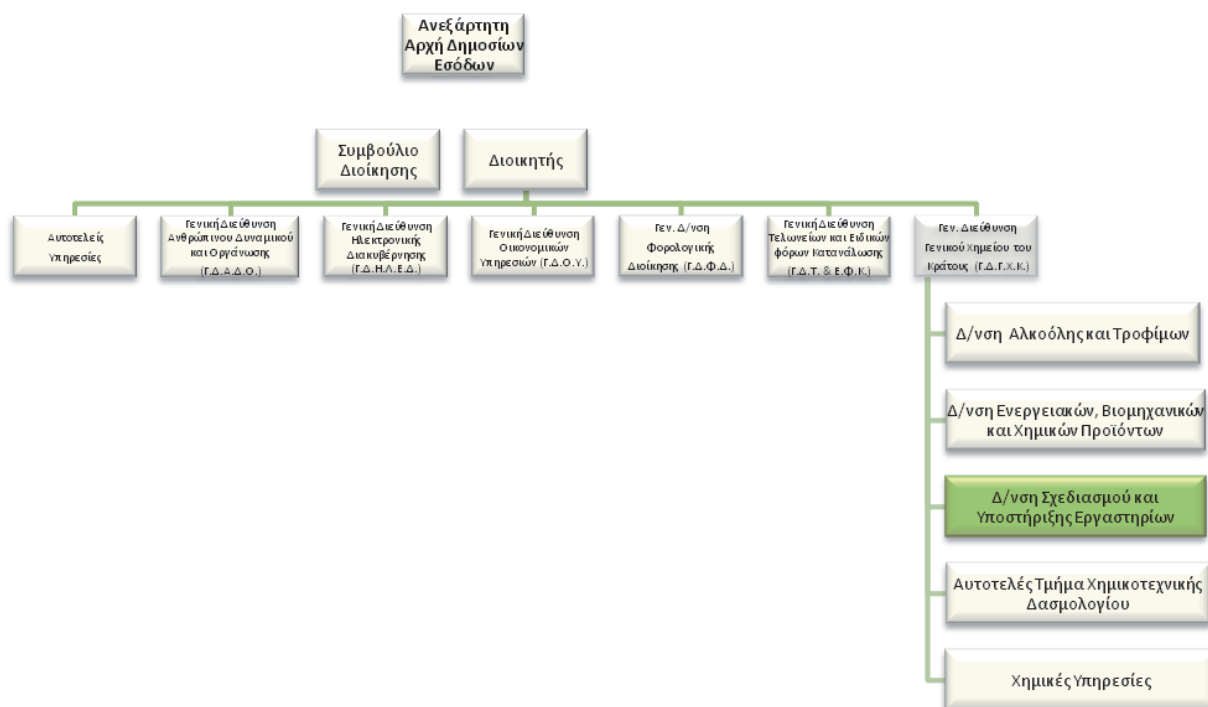 Ανεξάρτητη
Αρχή Δημοσίων
Εσόδων
Συμβούλιο
Διοίκησης
Διοικητής
Αυτοτελείς
Υπηρεσίες
Γενική Διεύθυνση
Ανθρώπινου Δυναμικού
και Οργάνωσης
(Γ.Δ.Α.Δ.Ο.)
Γενική Διεύθυνση
Ηλεκτρονικής
Διακυβέρνησης
(Γ.Δ.Η.Λ.Ε.Δ.)
Γενική Διεύθυνση
Οικονομικών
Υπηρεσιών (Γ.Δ.Ο.Υ.)
Γεν. Δ/νση
Φορολογικής
Διοίκησης (Γ.Δ.Φ.Δ.)
Γενική Διεύθυνση
Τελωνείων και Ειδικών
φόρων Κατανάλωσης
(Γ.Δ.Τ. & Ε.Φ.Κ.)
Γεν. Διεύθυνση
Γενικού Χημείου του
Κράτους (Γ.Δ.Γ.Χ.Κ.)
Δ/νση Αλκοόλης και Τροφίμων
Δ/νση Ενεργειακών, Βιομηχανικών
και Χημικών Προϊόντων
Δ/νση Σχεδιασμού και
Υποστήριξης Εργαστηρίων
Αυτοτελές Τμήμα Χημικοτεχνικής
Δασμολογίου
Χημικές Υπηρεσίες